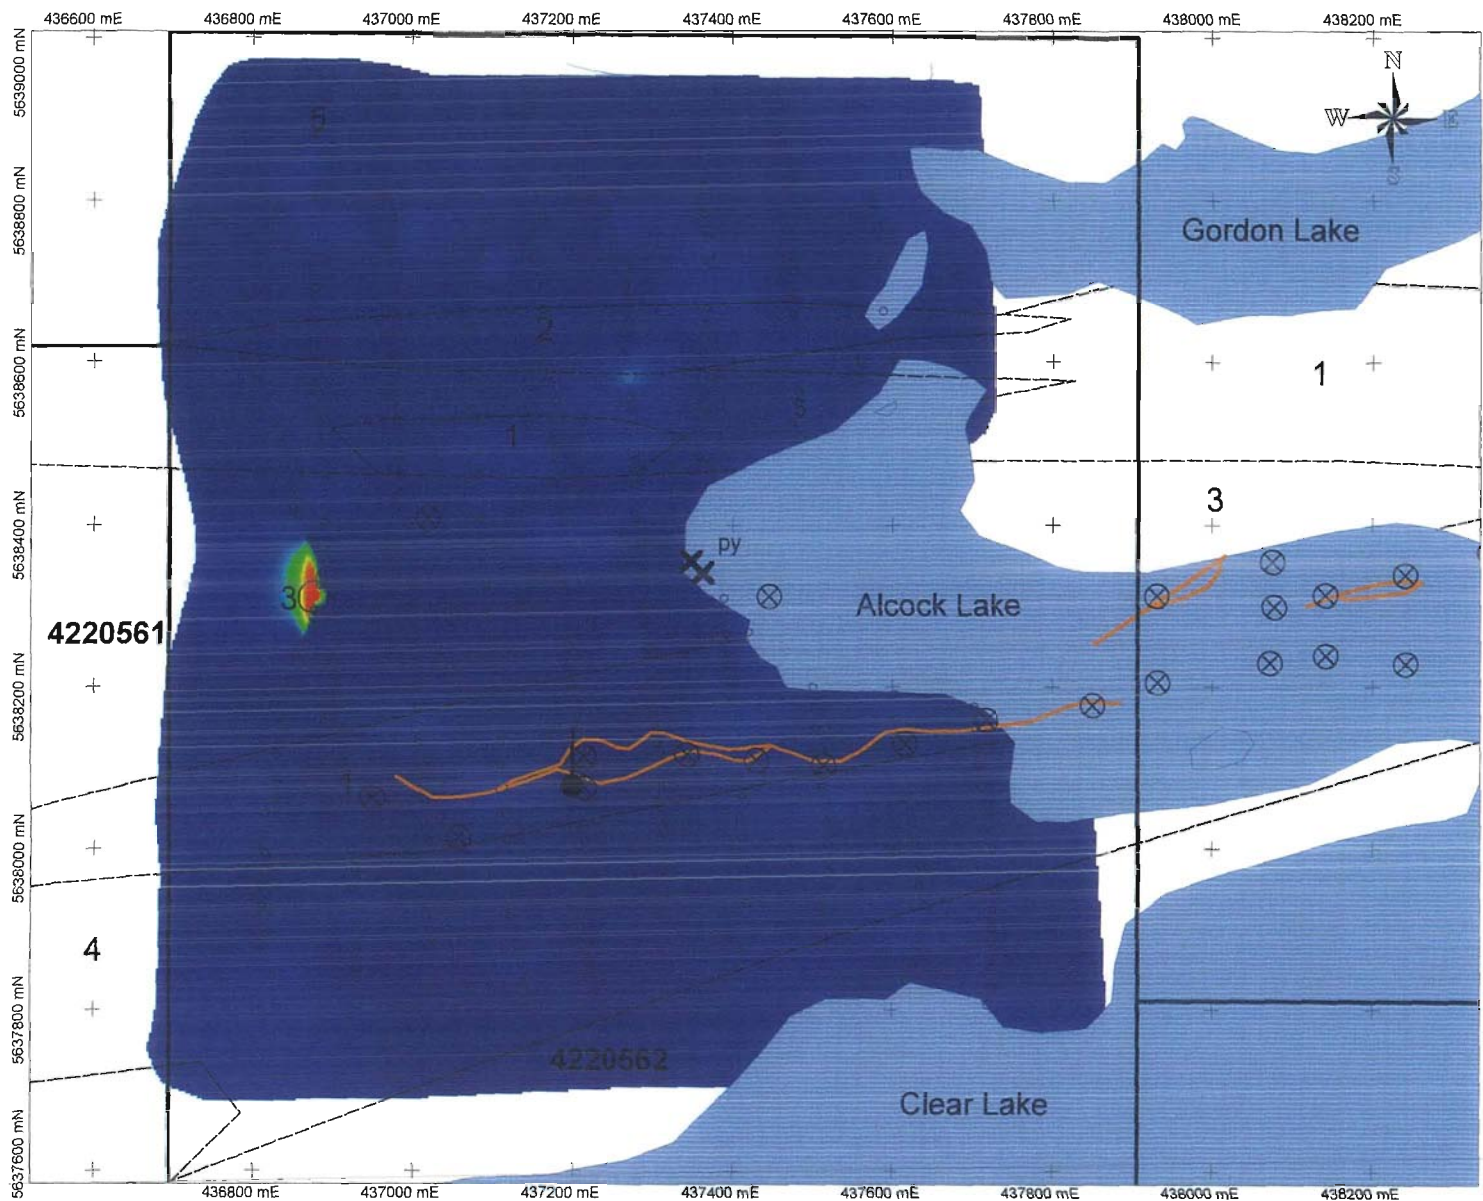 436600 mE 436800 mE 437000 mE 437200 mE 437400 mE 437600 mE 437800 mE 438000 mE 438200 mE
5639000 mN
N
W E
S
5
5638800 mN
Gordon Lake
2
5638600 mN
1
1
3
5638400 mN
py
3
Alcock Lake
4220561
5638200 mN
1
5638000 mN
4
5637800 mN
4220562
Clear Lake
5637600 mN
436800 mE 437000 mE 437200 mE 437400 mE 437600 mE 437800 mE 438000 mE 438200 mE